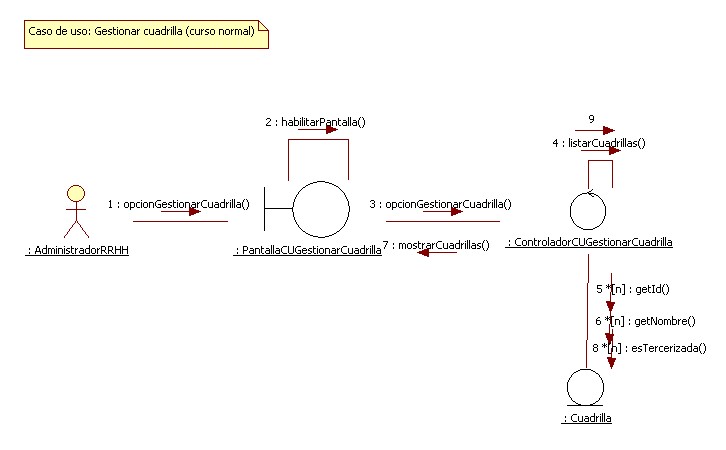 Caso de uso: Gestionar cuadrilla (curso normal)
9
2 : habilitarPantalla()
4 : listarCuadrillas()
1 : opcionGestionarCuadrilla()
3 : opcionGestionarCuadrilla()
: AdministradorRRHH
: PantallaCUGestionarCuadrilla
7 : mostrarCuadrillas()
: ControladorCUGestionarCuadrilla
5 *[n] : getId()
6 *[n] : getNombre()
8 *[n] : esTercerizada()
: Cuadrilla